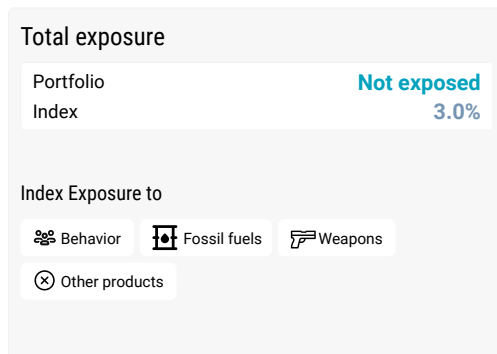 Total exposure
Portfolio Not exposed
Index 3.0%
Index Exposure to
Behavior Fossil fuels Weapons
Other products